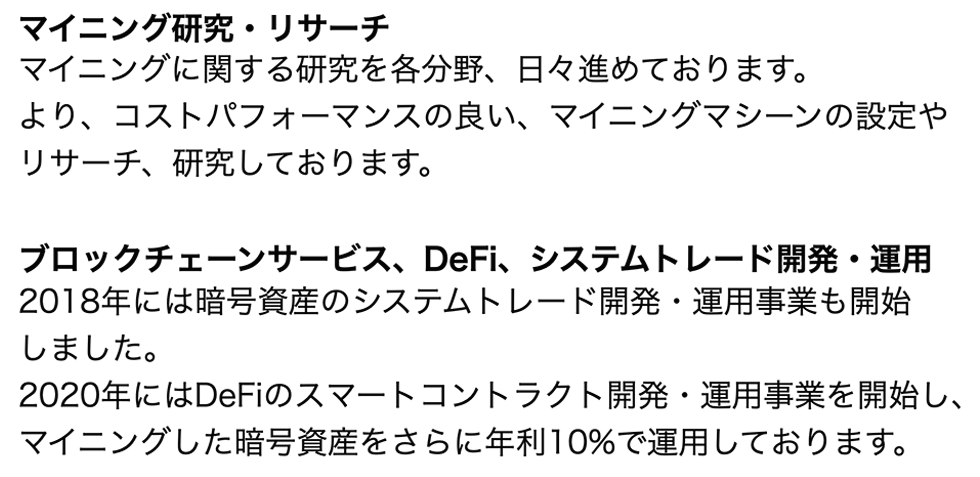 マイニング研究・リサーチ
マイニングに関する研究を各分野、日々進めております。
より、コストパフォーマンスの良い、マイニングマシーンの設定や
リサーチ、研究しております。
ブロックチェーンサービス、DeFi、システムトレード開発・運用
2018年には暗号資産のシステムトレード開発・運用事業も開始
しました。
2020年にはDeFiのスマートコントラクト開発・運用事業を開始し、
マイニングした暗号資産をさらに年利10%で運用しております。